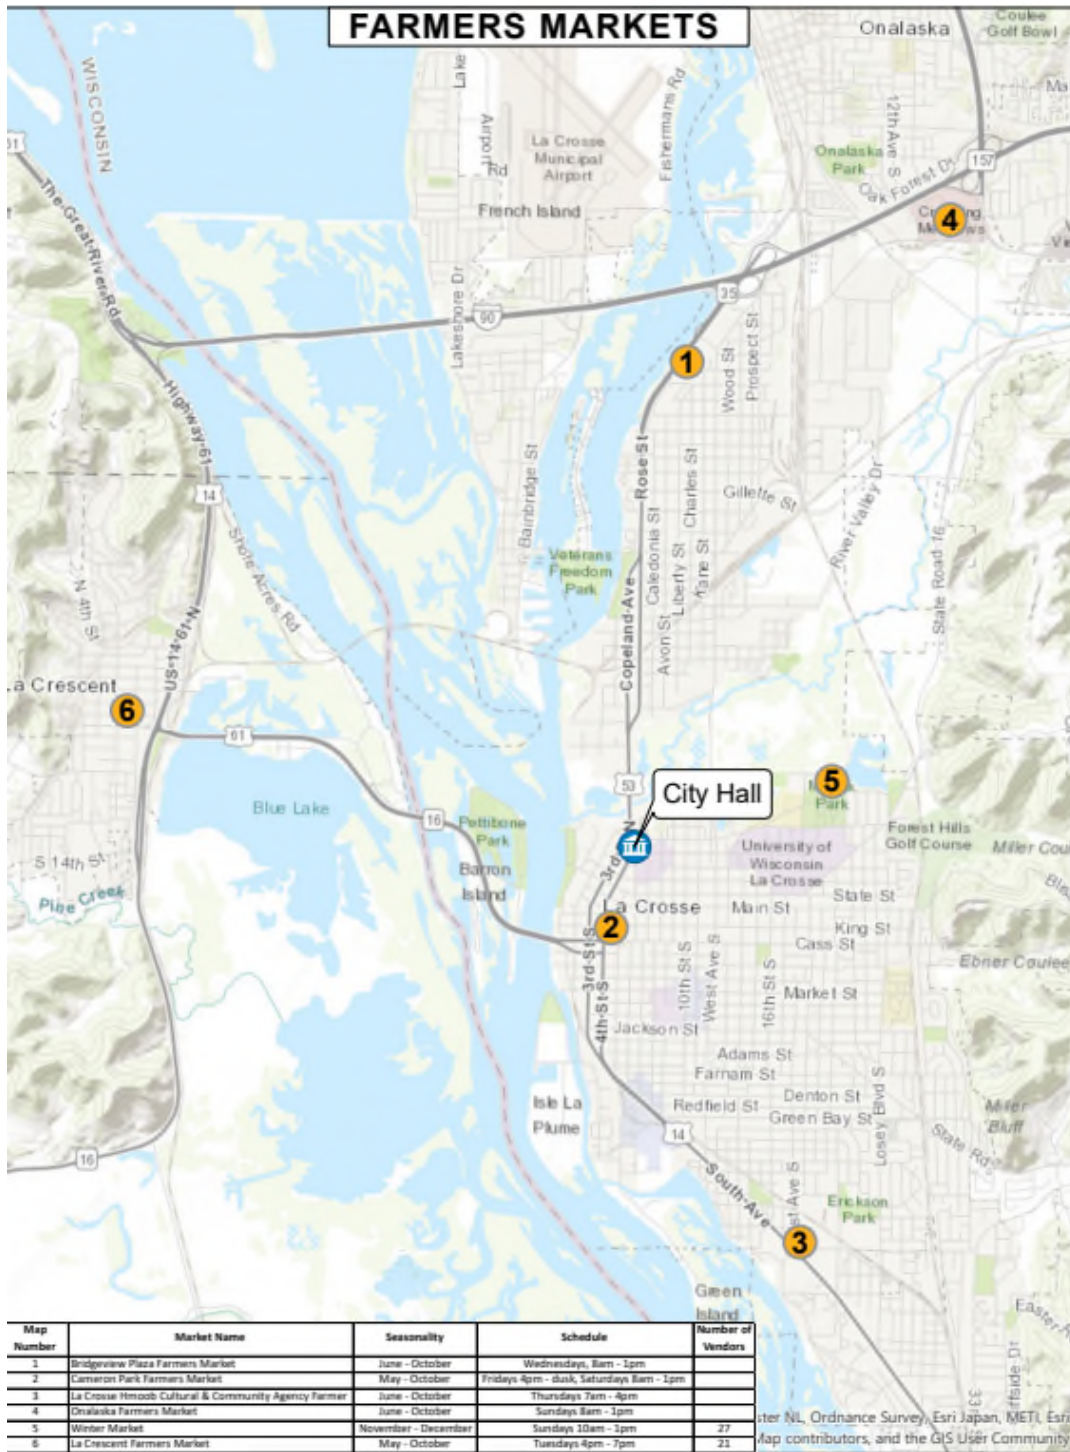 FARMERS MARKETS
Onalaska
Coulee
Golf Bowl
WISCONSIN
Lake
Airport
Rd
La Crosse
Municipal
Airport
Fishermans Rd
12th Ave S
Onalaska
Park
Oak Forest Dr
157
French Island
4
The Great River Rd
Lakeshore Dr
90
35
1
Wood St
Prospect St
Highway 61
14
Rose St
Bainbridge St
Charles St
Gillette St
River Valley Dr
State Road 16
Shore Acres Rd
Veterans
Freedom
Park
Caledonia St
Liberty St
Kane St
Avon St
Copeland Ave
N 4th St
US 14 61 N
La Crescent
6
61
53
City Hall
5
Park
Blue Lake
16
Pettibone
Park
Barron
Island
3rd
N
University of
Wisconsin
La Crosse
Forest Hills
Golf Course
S 14th St
Pine Creek
La Crosse
2
Main St
State St
King St
Cass St
Ebner Coulee
3rd St S
4th St S
10th St S
West Ave S
16th St S
Market St
Jackson St
Adams St
Farnam St
Denton St
Redfield St
Green Bay St
Losey Blvd S
Isle La
Plume
14
Miller
Bluff
State Rd
16
South Ave
Erickson
Park
3
Green
Island
Map Number Market Name Seasonality Schedule Number of Vendors
1 Bridgeview Plaza Farmers Market June - October Wednesdays, 8am - 1pm
2 Cameron Park Farmers Market May - October Fridays 4pm - dusk, Saturdays 8am - 1pm
3 La Crosse Hmoob Cultural & Community Agency Farmer June - October Thursdays 7am - 4pm
4 Onalaska Farmers Market June - October Sundays 8am - 1pm
5 Winter Market November - December Sundays 10am - 1pm 27
6 La Crescent Farmers Market May - October Tuesdays 4pm - 7pm 21
NL, Ordnance Survey, Esri Japan, METI, Esri
Map contributors, and the GIS User Community